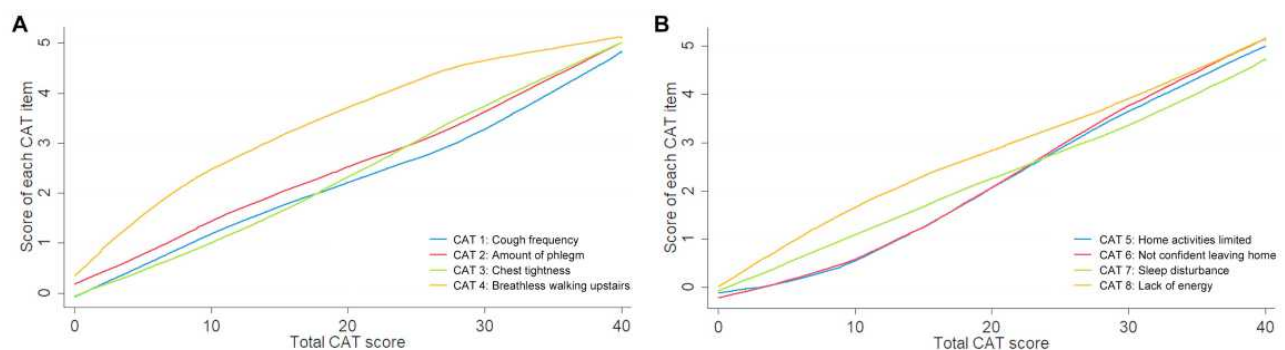 A
Score of each CAT item
5
4
3
2
1
0
CAT 1: Cough frequency
CAT 2: Amount of phlegm
CAT 3: Chest tightness
CAT 4: Breathless walking upstairs
0 10 20 30 40
Total CAT score
B
Score of each CAT item
5
4
3
2
1
0
CAT 5: Home activities limited
CAT 6: Not confident leaving home
CAT 7: Sleep disturbance
CAT 8: Lack of energy
0 10 20 30 40
Total CAT score